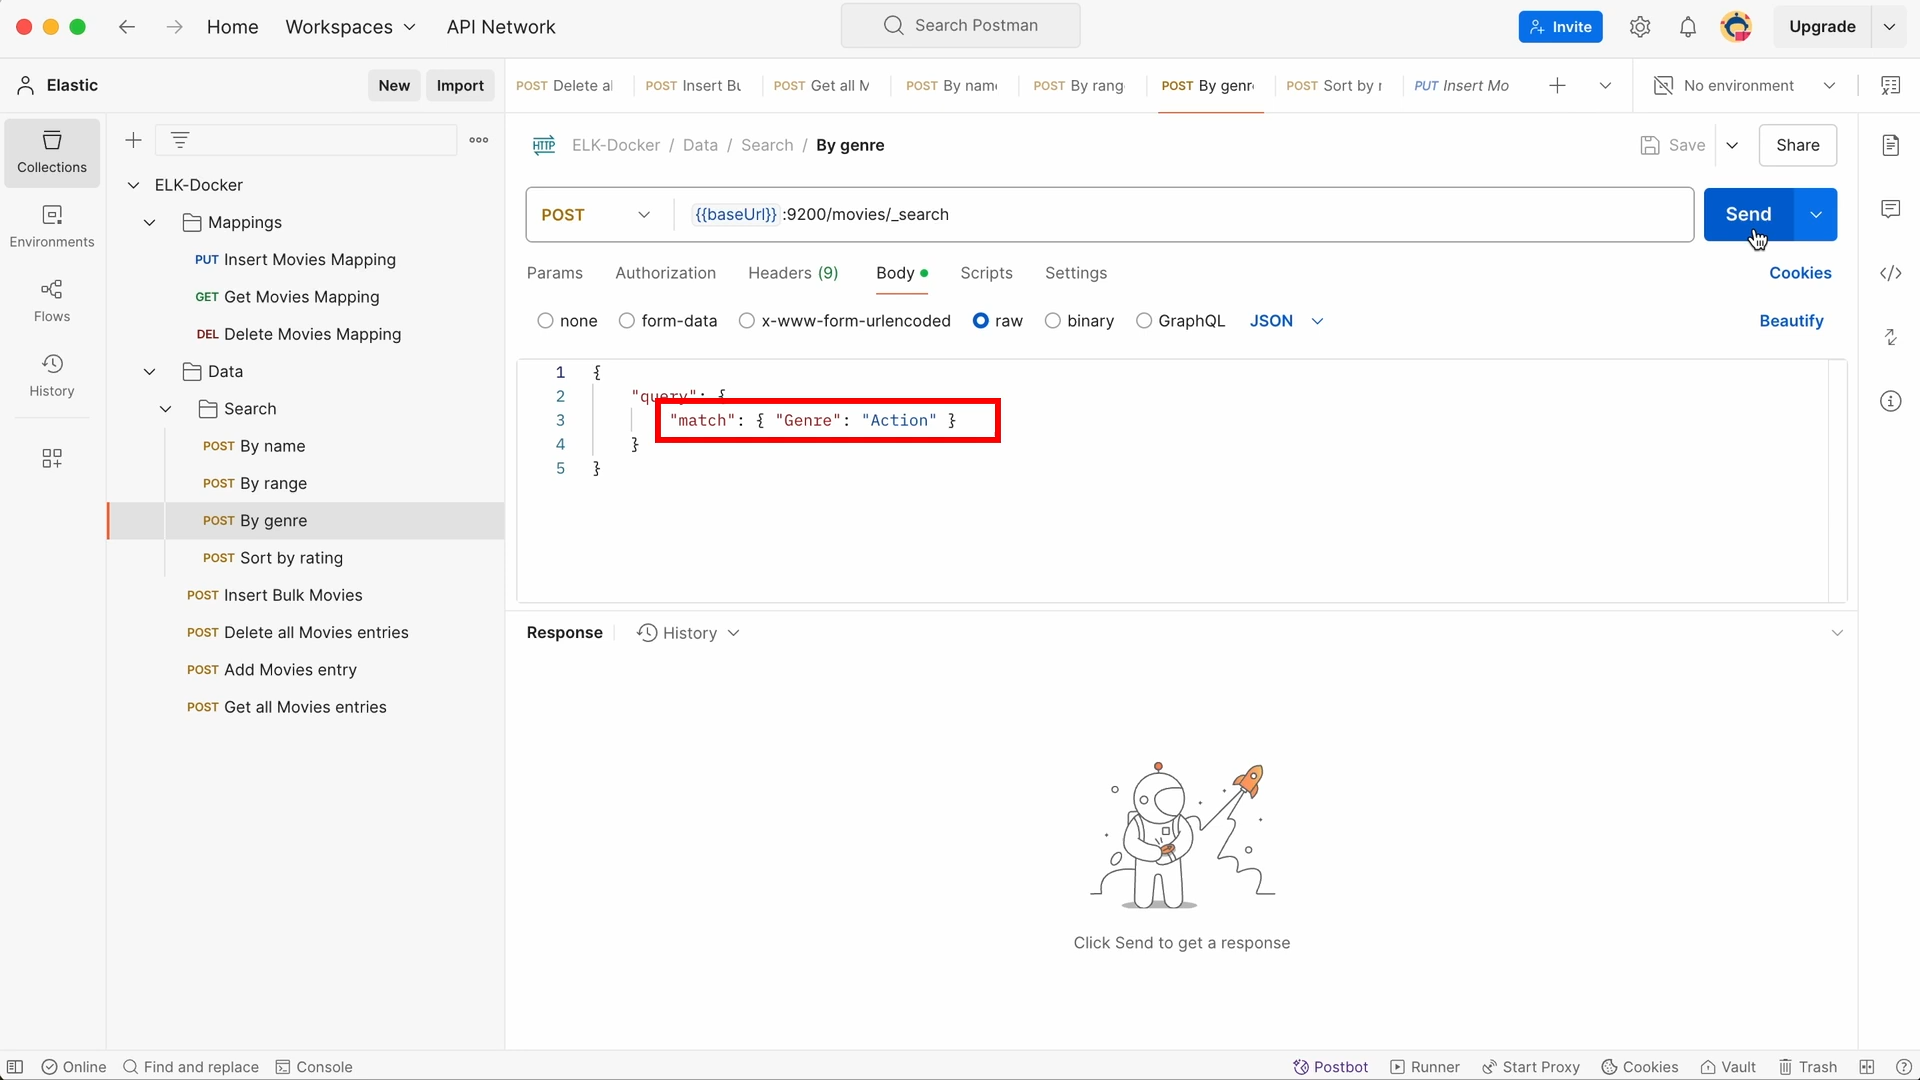 Home Workspaces API Network
Search Postman
Invite
Upgrade
Elastic
New Import
POST Delete al
POST Insert Bu
POST Get all M
POST By name
POST By rang
POST By genr
POST Sort by r
PUT Insert Mo
No environment
Collections
Environments
Flows
History
ELK-Docker
Mappings
PUT Insert Movies Mapping
GET Get Movies Mapping
DEL Delete Movies Mapping
Data
Search
POST By name
POST By range
POST By genre
POST Sort by rating
POST Insert Bulk Movies
POST Delete all Movies entries
POST Add Movies entry
POST Get all Movies entries
HTTP ELK-Docker / Data / Search / By genre
Save
Share
POST {{baseUrl}} :9200/movies/_search
Send
Params Authorization Headers (9) Body Scripts Settings
Cookies
none form-data x-www-form-urlencoded raw binary GraphQL JSON
Beautify
1 {
2 "query": {
3 "match": { "Genre": "Action" }
4 }
5 }
Response History
Click Send to get a response
Online Find and replace Console
Postbot Runner Start Proxy Cookies Vault Trash